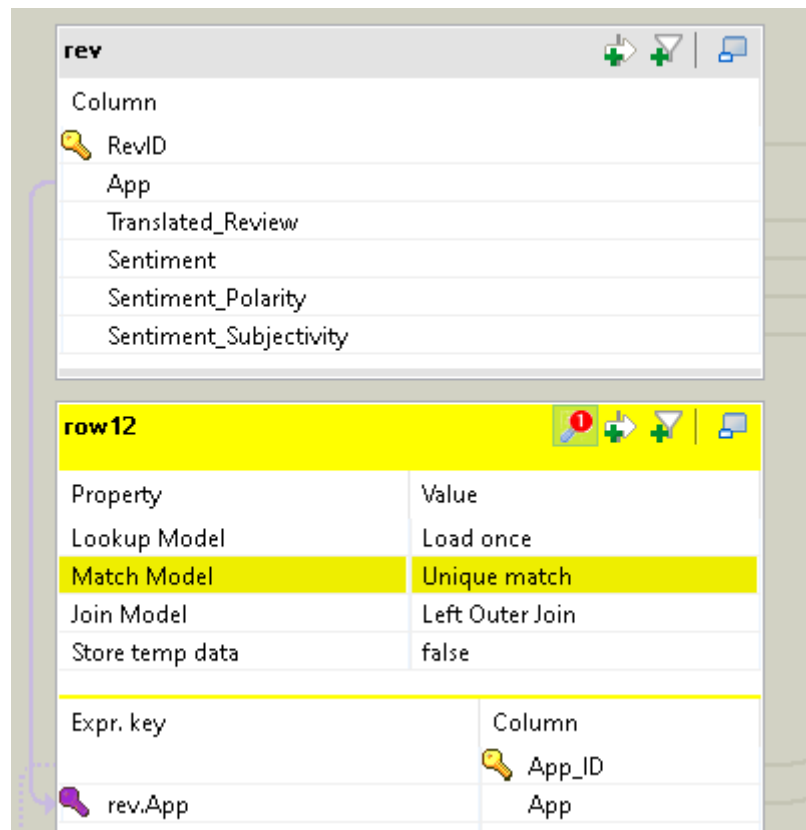 rev
Column
RevID
App
Translated_Review
Sentiment
Sentiment_Polarity
Sentiment_Subjectivity
row12
1
Property Value
Lookup Model Load once
Match Model Unique match
Join Model Left Outer Join
Store temp data false
Expr. key Column
App_ID
rev.App App